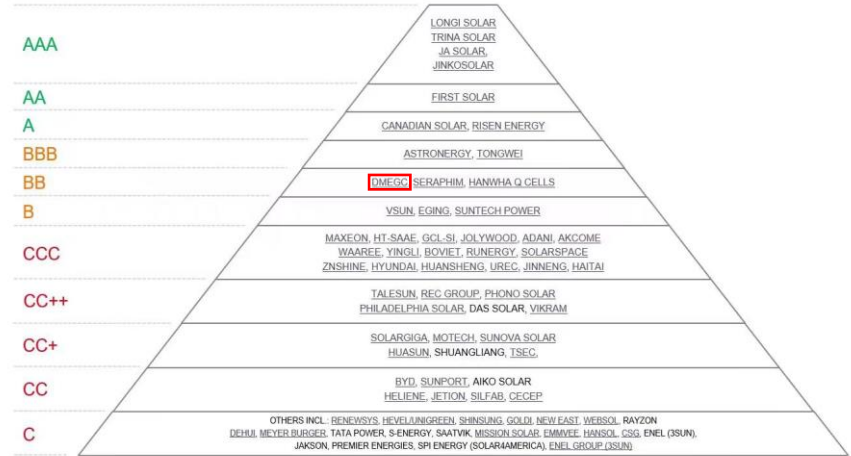 AAA
LONGI SOLAR
TRINA SOLAR
JA SOLAR,
JINKOSOLAR
AA
FIRST SOLAR
A
CANADIAN SOLAR, RISEN ENERGY
BBB
ASTRONERGY, TONGWEI
BB
DMEGC, SERAPHIM, HANWHA Q CELLS
B
VSUN, EGING, SUNTECH POWER
CCC
MAXEON, HT-SAAE, GCL-SI, JOLYWOOD, ADANI, AKCOME
WAAREE, YINGLI, BOVIET, RUNERGY, SOLARSPACE
ZNSHINE, HYUNDAI, HUANSHENG, UREC, JINNENG, HAITAI
CC++
TALESUN, REC GROUP, PHONO SOLAR
PHILADELPHIA SOLAR, DAS SOLAR, VIKRAM
CC+
SOLARGIGA, MOTECH, SUNOVA SOLAR
HUASUN, SHUANGLIANG, TSEC,
CC
BYD, SUNPORT, AIKO SOLAR
HELIENE, JETION, SILFAB, CECEP
C
OTHERS INCL.: RENEWSYS, HEVEL/UNIGREEN, SHINSUNG, GOLDI, NEW EAST, WEBSOL, RAYZON
DEHUI, MEYER BURGER, TATA POWER, S-ENERGY, SAATVIK, MISSION SOLAR, EMMVEE, HANSOL, CSG, ENEL (3SUN),
JAKSON, PREMIER ENERGIES, SPI ENERGY (SOLAR4AMERICA), ENEL GROUP (3SUN)